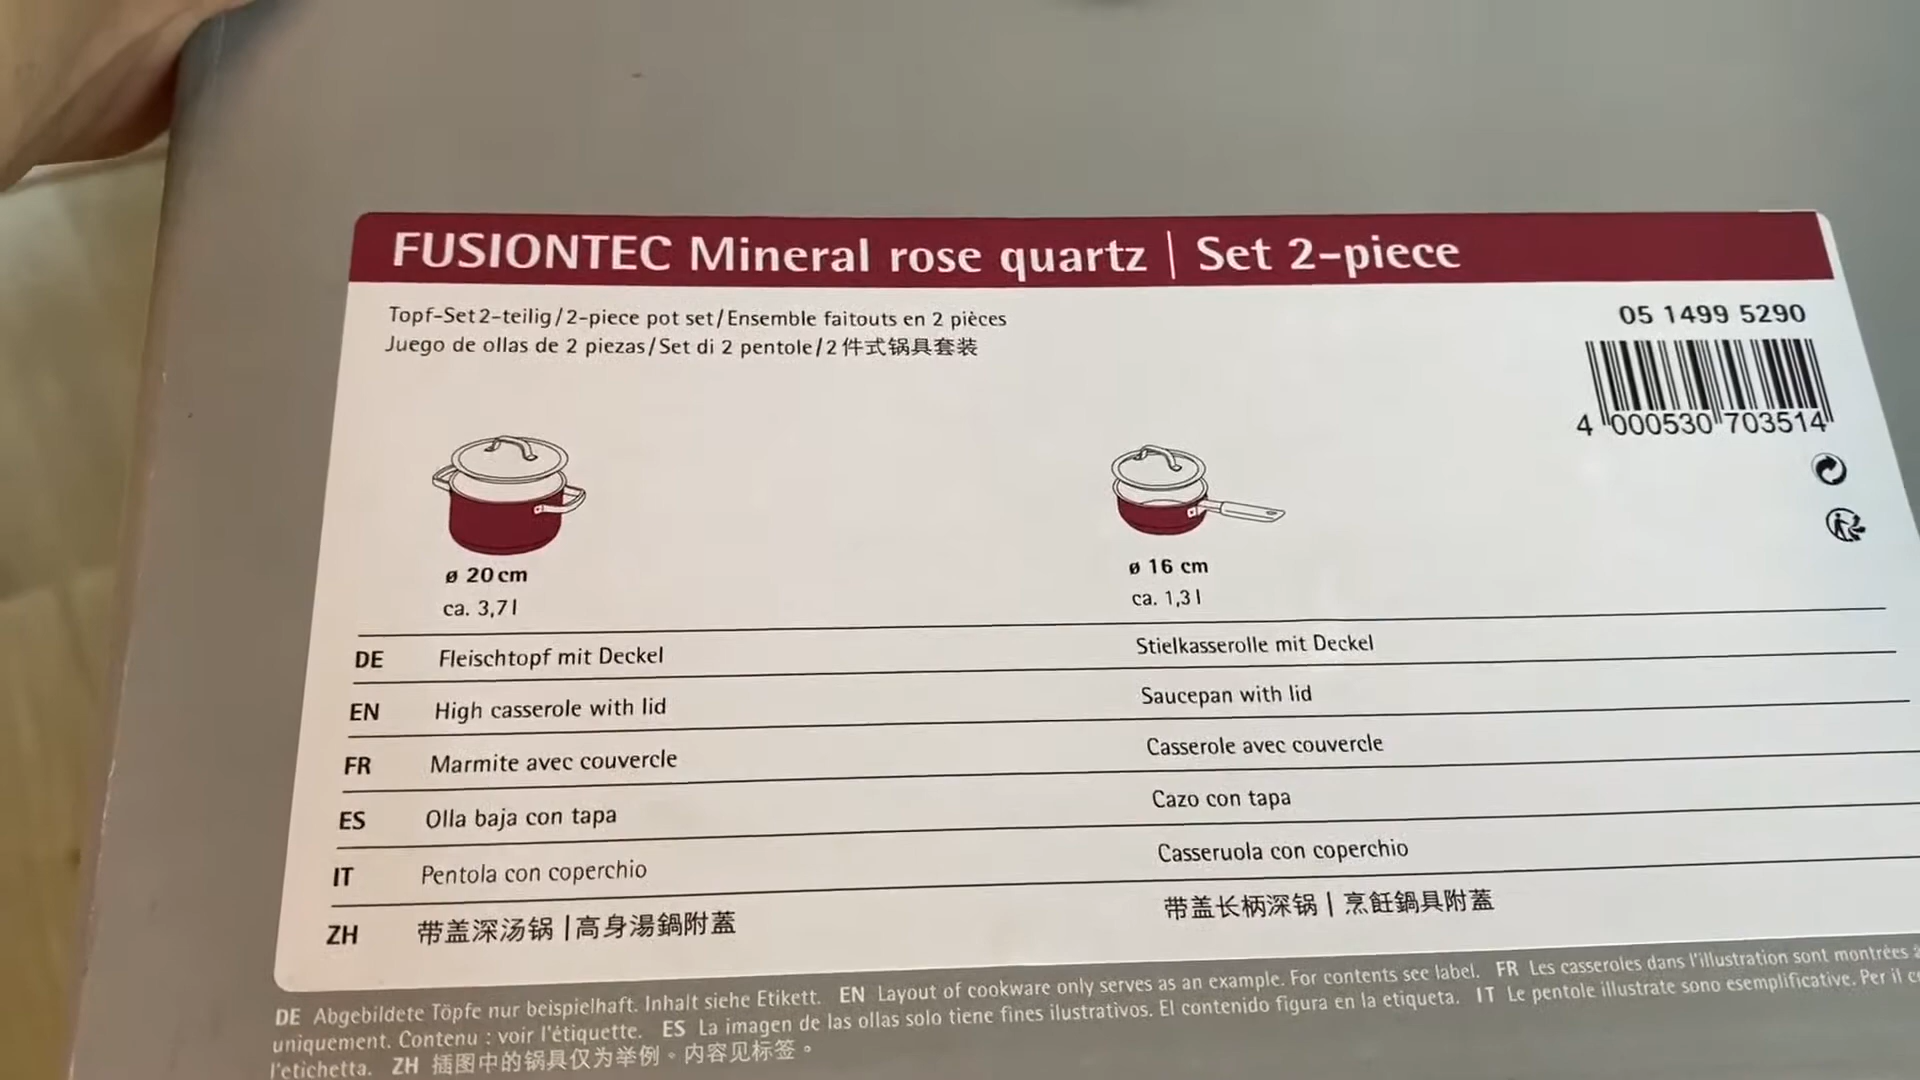 FUSIONTEC Mineral rose quartz | Set 2-piece
Topf-Set 2-teilig/2-piece pot set/Ensemble faitouts en 2 pièces
Juego de ollas de 2 piezas/Set di 2 pentole/2 件式锅具套装
05 1499 5290
4 000530 703514
ø 20 cm
ca. 3,7 l
ø 16 cm
ca. 1,3 l
DE Fleischtopf mit Deckel Stielkasserolle mit Deckel
EN High casserole with lid Saucepan with lid
FR Marmite avec couvercle Casserole avec couvercle
ES Olla baja con tapa Cazo con tapa
IT Pentola con coperchio Casseruola con coperchio
ZH 带盖深汤锅 | 高身湯鍋附蓋 带盖长柄深锅 | 烹飪鍋具附蓋
DE Abgebildete Töpfe nur beispielhaft. Inhalt siehe Etikett. EN Layout of cookware only serves as an example. For contents see label. FR Les casseroles dans l'illustration sont montrées
uniquement. Contenu : voir l'étiquette. ES La imagen de las ollas solo tiene fines ilustrativos. El contenido figura en la etiqueta. IT Le pentole illustrate sono esemplificative. Per il
l'etichetta. ZH 插图中的锅具仅为举例。内容见标签。